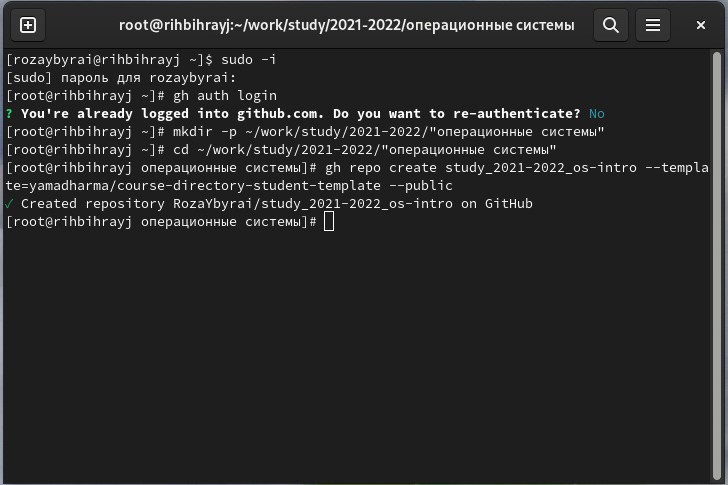 root@rihbihrayj:~/work/study/2021-2022/операционные системы
[rozaybyrai@rihbihrayj ~]$ sudo -i
[sudo] пароль для rozaybyrai:
[root@rihbihrayj ~]# gh auth login
? You're already logged into github.com. Do you want to re-authenticate? No
[root@rihbihrayj ~]# mkdir -p ~/work/study/2021-2022/"операционные системы"
[root@rihbihrayj ~]# cd ~/work/study/2021-2022/"операционные системы"
[root@rihbihrayj операционные системы]# gh repo create study_2021-2022_os-intro --templa
te=yamadharma/course-directory-student-template --public
✓ Created repository RozaYbyrai/study_2021-2022_os-intro on GitHub
[root@rihbihrayj операционные системы]#